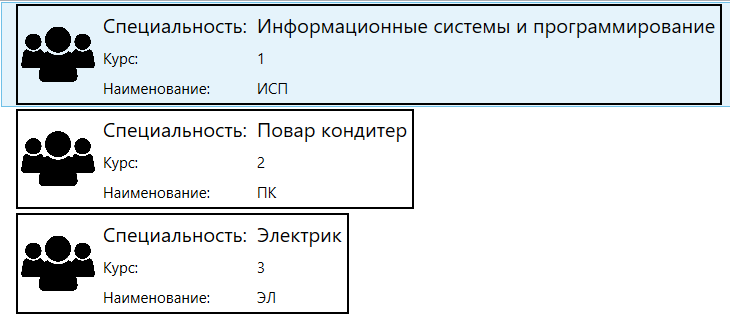 Специальность: Информационные системы и программирование
Курс: 1
Наименование: ИСП
Специальность: Повар кондитер
Курс: 2
Наименование: ПК
Специальность: Электрик
Курс: 3
Наименование: ЭЛ